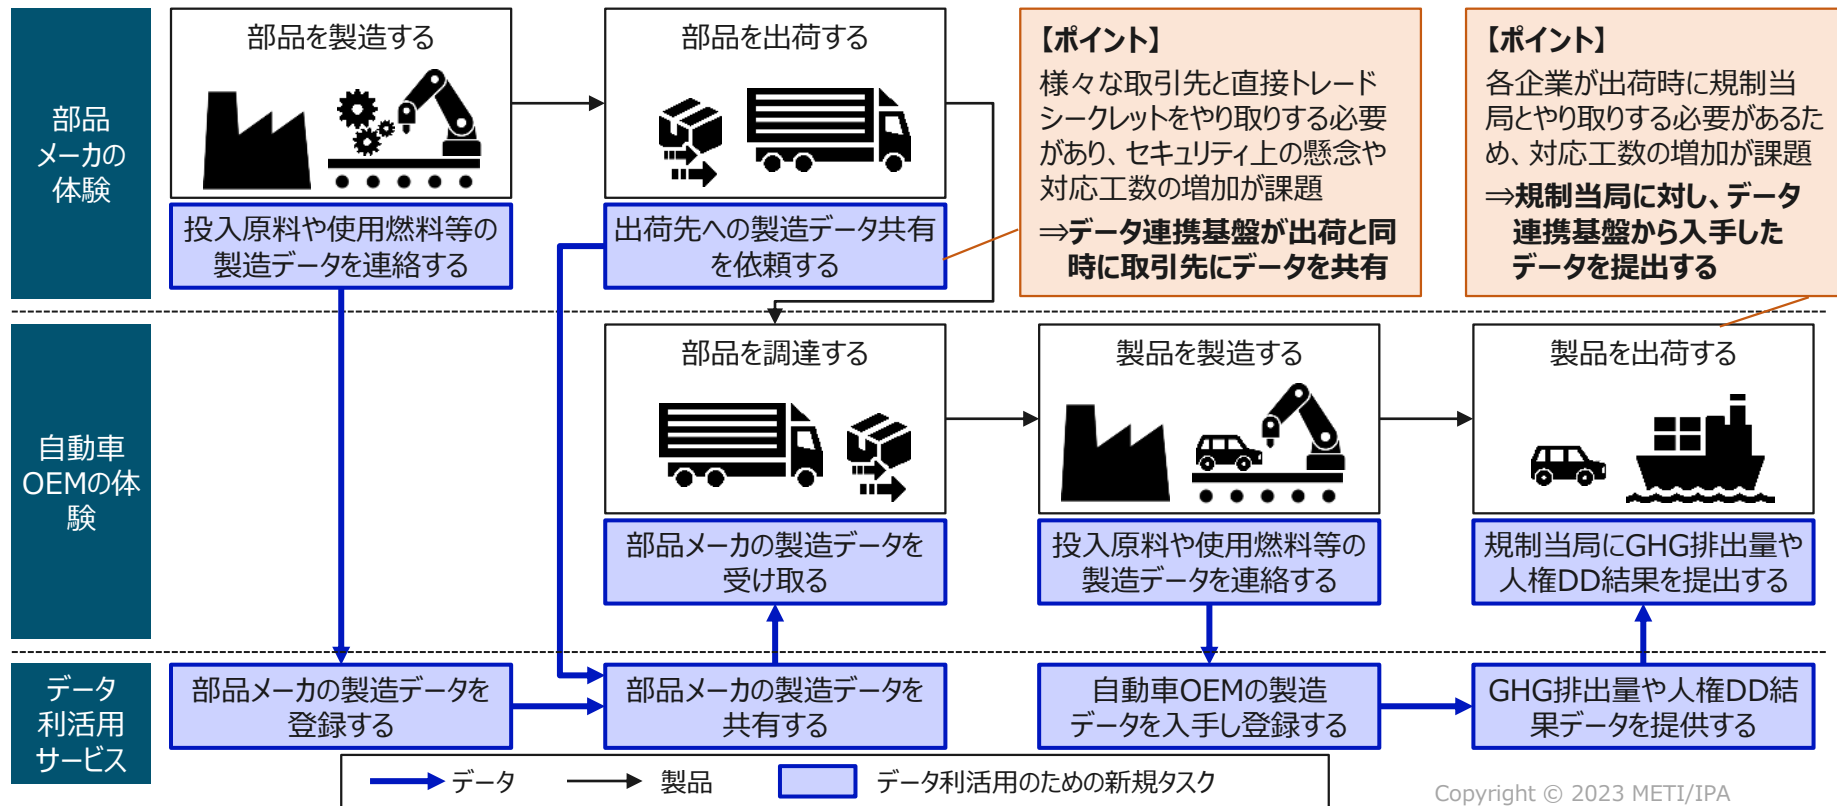 部品
メーカの
体験
部品を製造する
投入原料や使用燃料等の
製造データを連絡する
部品を出荷する
出荷先への製造データ共有
を依頼する
【ポイント】
様々な取引先と直接トレード
シークレットをやり取りする必要
があり、セキュリティ上の懸念や
対応工数の増加が課題
⇒データ連携基盤が出荷と同
時に取引先にデータを共有
【ポイント】
各企業が出荷時に規制当
局とやり取りする必要があるた
め、対応工数の増加が課題
⇒規制当局に対し、データ
連携基盤から入手した
データを提出する
自動車
OEMの体
験
部品を調達する
部品メーカの製造データを
受け取る
製品を製造する
投入原料や使用燃料等の
製造データを連絡する
製品を出荷する
規制当局にGHG排出量や
人権DD結果を提出する
データ
利活用
サービス
部品メーカの製造データを
登録する
部品メーカの製造データを
共有する
自動車OEMの製造
データを入手し登録する
GHG排出量や人権DD結
果データを提供する
データ
製品
データ利活用のための新規タスク
Copyright © 2023 METI/IPA